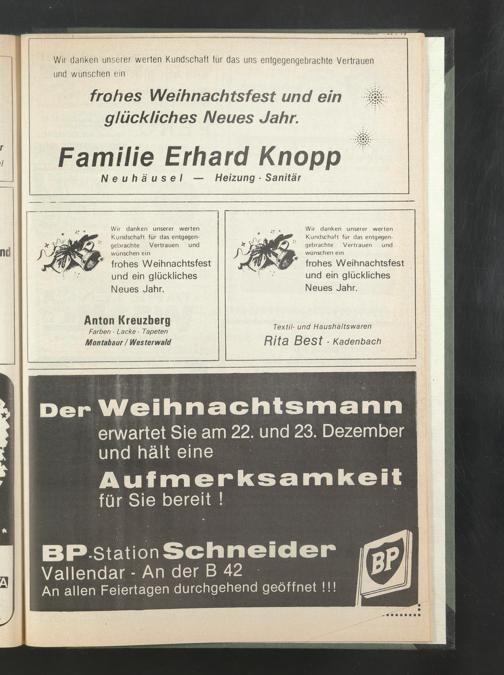 Wir danken unserer werten Kundschaft für das uns entgegengebrachte Vertrauen
und wünschen ein
frohes Weihnachtsfest und ein
glückliches Neues Jahr.
Familie Erhard Knopp
Neuhäusel — Heizung - Sanitär
Wir danken unserer werten
Kundschaft für das entgegen-
gebrachte Vertrauen und
wünschen ein
frohes Weihnachtsfest
und ein glückliches
Neues Jahr.
Anton Kreuzberg
Farben - Lacke - Tapeten
Montabaur / Westerwald
Wir danken unserer werten
Kundschaft für das entgegen-
gebrachte Vertrauen und
wünschen ein
frohes Weihnachtsfest
und ein glückliches
Neues Jahr.
Textil- und Haushaltswaren
Rita Best - Kadenbach
Der Weihnachtsmann
erwartet Sie am 22. und 23. Dezember
und hält eine
Aufmerksamkeit
für Sie bereit !
BP-Station Schneider
Vallendar - An der B 42
An allen Feiertagen durchgehend geöffnet !!!
BP